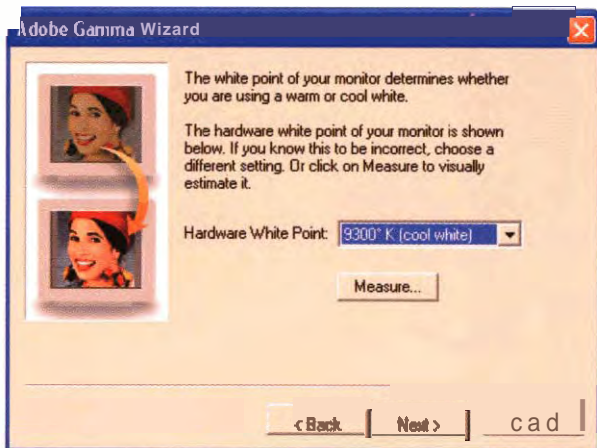 Adobe Gamma Wizard
The white point of your monitor determines whether
you are using a warm or cool white.
The hardware white point of your monitor is shown
below. If you know this to be incorrect, choose a
different setting. Or click on Measure to visually
estimate it.
Hardware White Point: 9300° K (cool white)
Measure...
< Back Next > cad